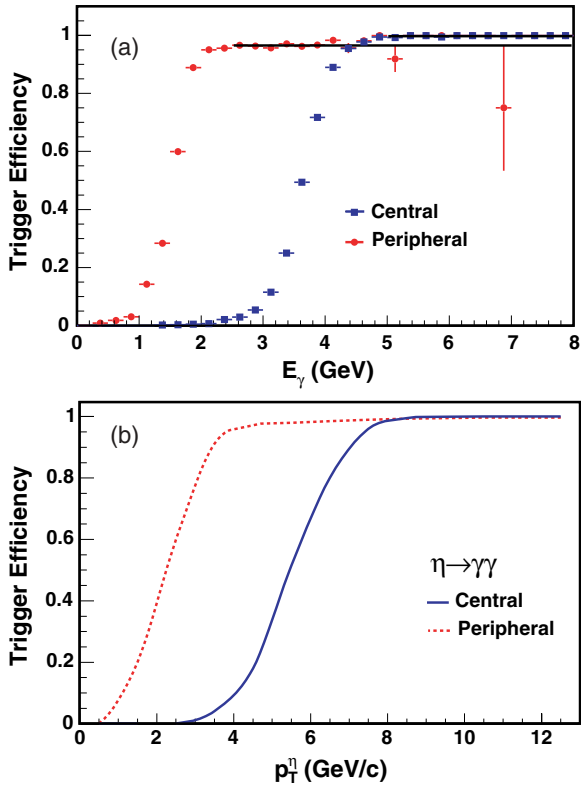 (a)
Trigger Efficiency
1
0.8
0.6
0.4
0.2
0
Central
Peripheral
0 1 2 3 4 5 6 7 8
E_γ (GeV)
(b)
Trigger Efficiency
1
0.8
0.6
0.4
0.2
0
η→γγ
Central
Peripheral
0 2 4 6 8 10 12
p_T^η (GeV/c)